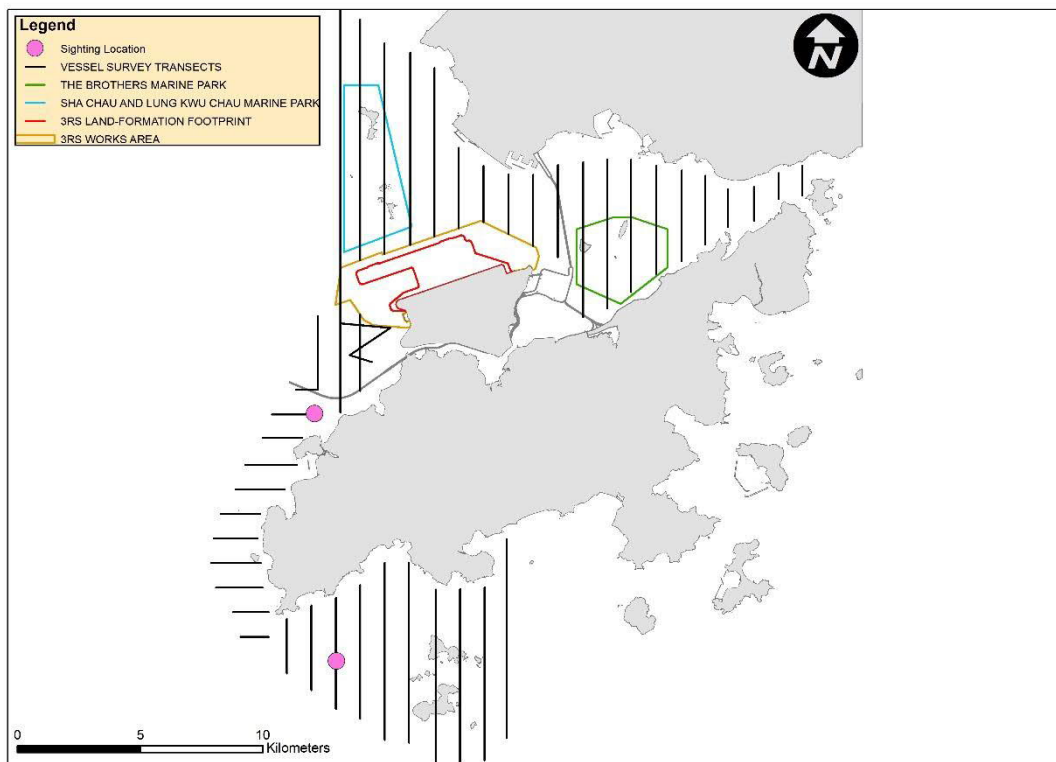 Legend
Sighting Location
VESSEL SURVEY TRANSECTS
THE BROTHERS MARINE PARK
SHA CHAU AND LUNG KWU CHAU MARINE PARK
3RS LAND-FORMATION FOOTPRINT
3RS WORKS AREA
N
0 5 10
Kilometers